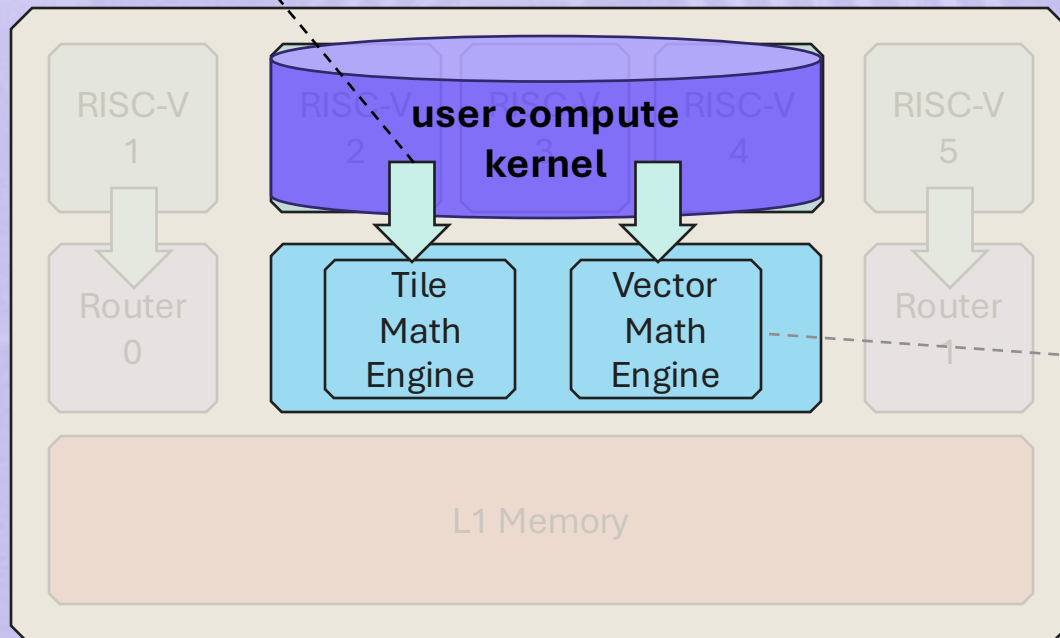 RISC-V
1
RISC-V
2
RISC-V
3
RISC-V
4
RISC-V
5
user compute
kernel
Router
0
Tile
Math
Engine
Vector
Math
Engine
Router
1
L1 Memory